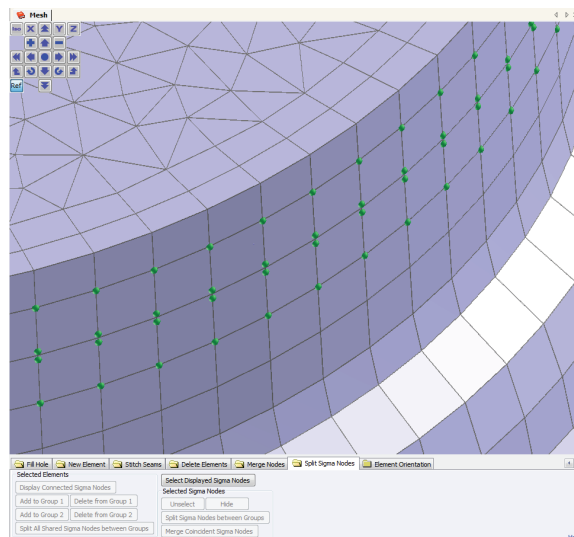 Mesh
X Y Z
Ref
Fill Hole New Element Stitch Seams Delete Elements Merge Nodes Split Sigma Nodes Element Orientation
Selected Elements
Display Connected Sigma Nodes
Add to Group 1 Delete from Group 1
Add to Group 2 Delete from Group 2
Split All Shared Sigma Nodes between Groups
Select Displayed Sigma Nodes
Selected Sigma Nodes
Unselect Hide
Split Sigma Nodes between Groups
Merge Coincident Sigma Nodes